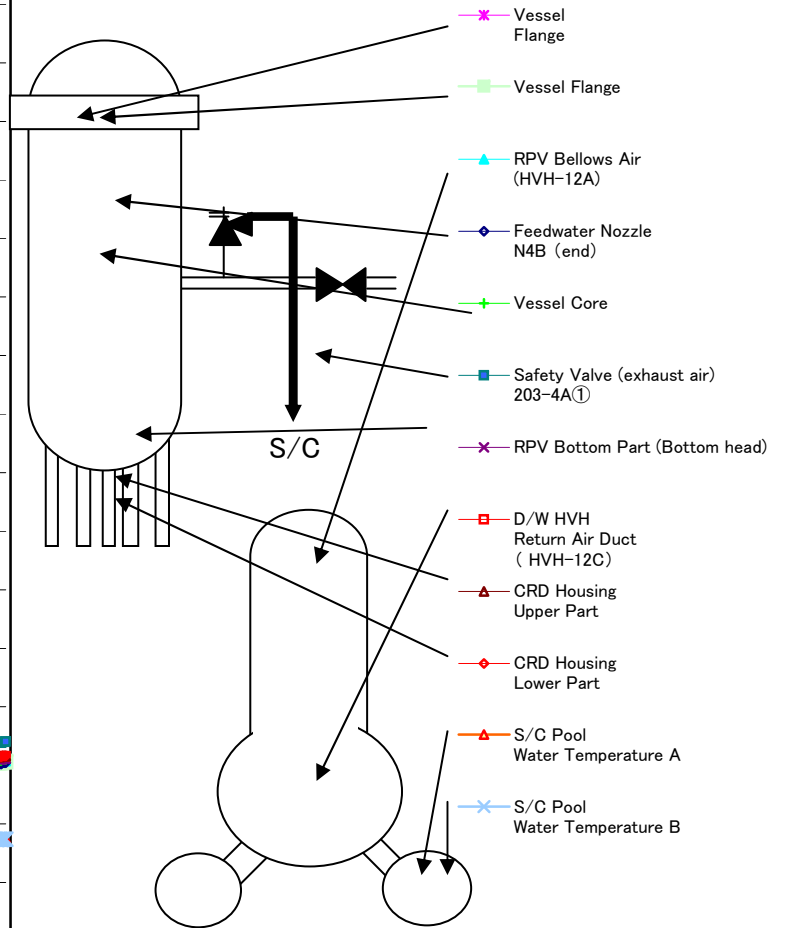 Vessel
Flange
Vessel Flange
RPV Bellows Air
(HVH-12A)
Feedwater Nozzle
N4B (end)
Vessel Core
Safety Valve (exhaust air)
203-4A①
S/C
RPV Bottom Part (Bottom head)
D/W HVH
Return Air Duct
( HVH-12C)
CRD Housing
Upper Part
CRD Housing
Lower Part
S/C Pool
Water Temperature A
S/C Pool
Water Temperature B